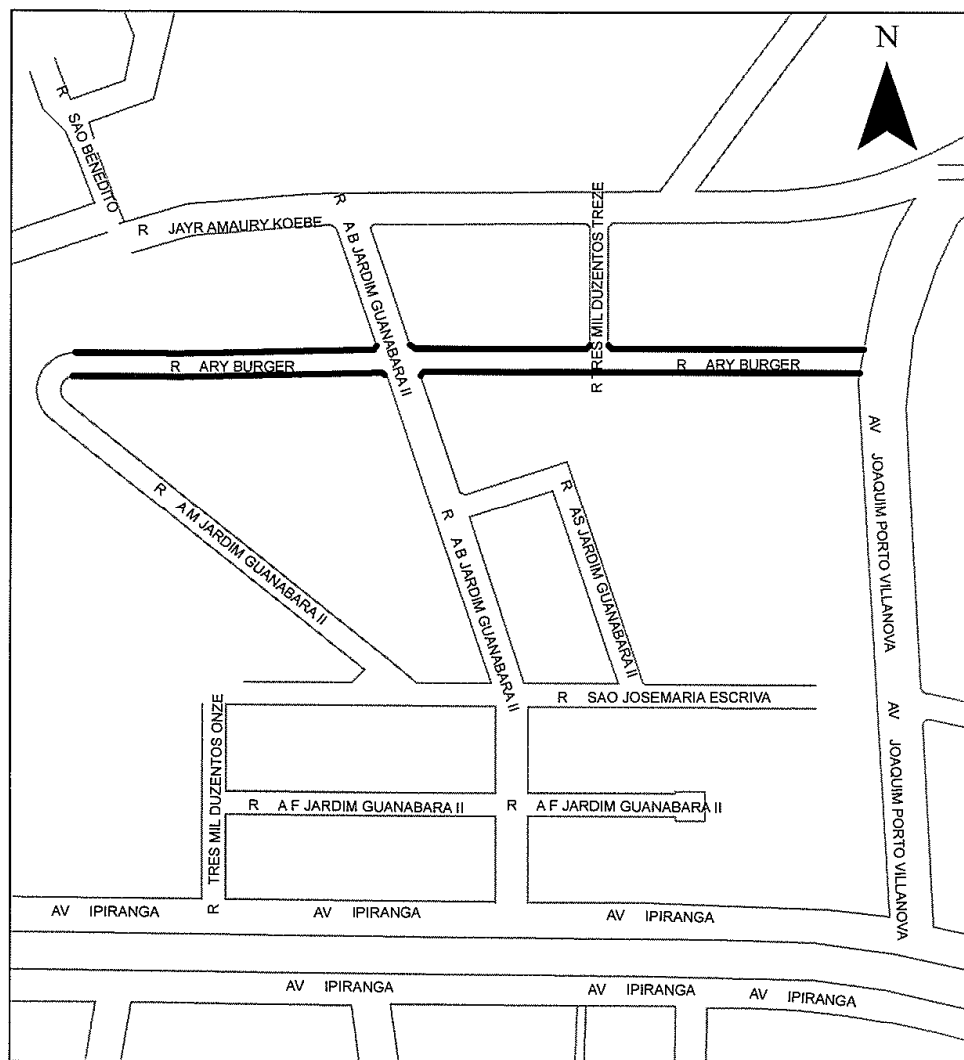 N
R SAO BENEDITO
R JAYR AMAURY KOEBE
R A B JARDIM GUANABARA II
R TRES MIL DUZENTOS TREZE
R ARY BURGER
R ARY BURGER
AV JOAQUIM PORTO VILLANOVA
R A M JARDIM GUANABARA II
R A B JARDIM GUANABARA II
R AS JARDIM GUANABARA II
R SAO JOSEMARIA ESCRIVA
R TRES MIL DUZENTOS ONZE
AV JOAQUIM PORTO VILLANOVA
R A F JARDIM GUANABARA II
R A F JARDIM GUANABARA II
AV IPIRANGA
AV IPIRANGA
AV IPIRANGA
AV IPIRANGA
AV IPIRANGA
AV IPIRANGA